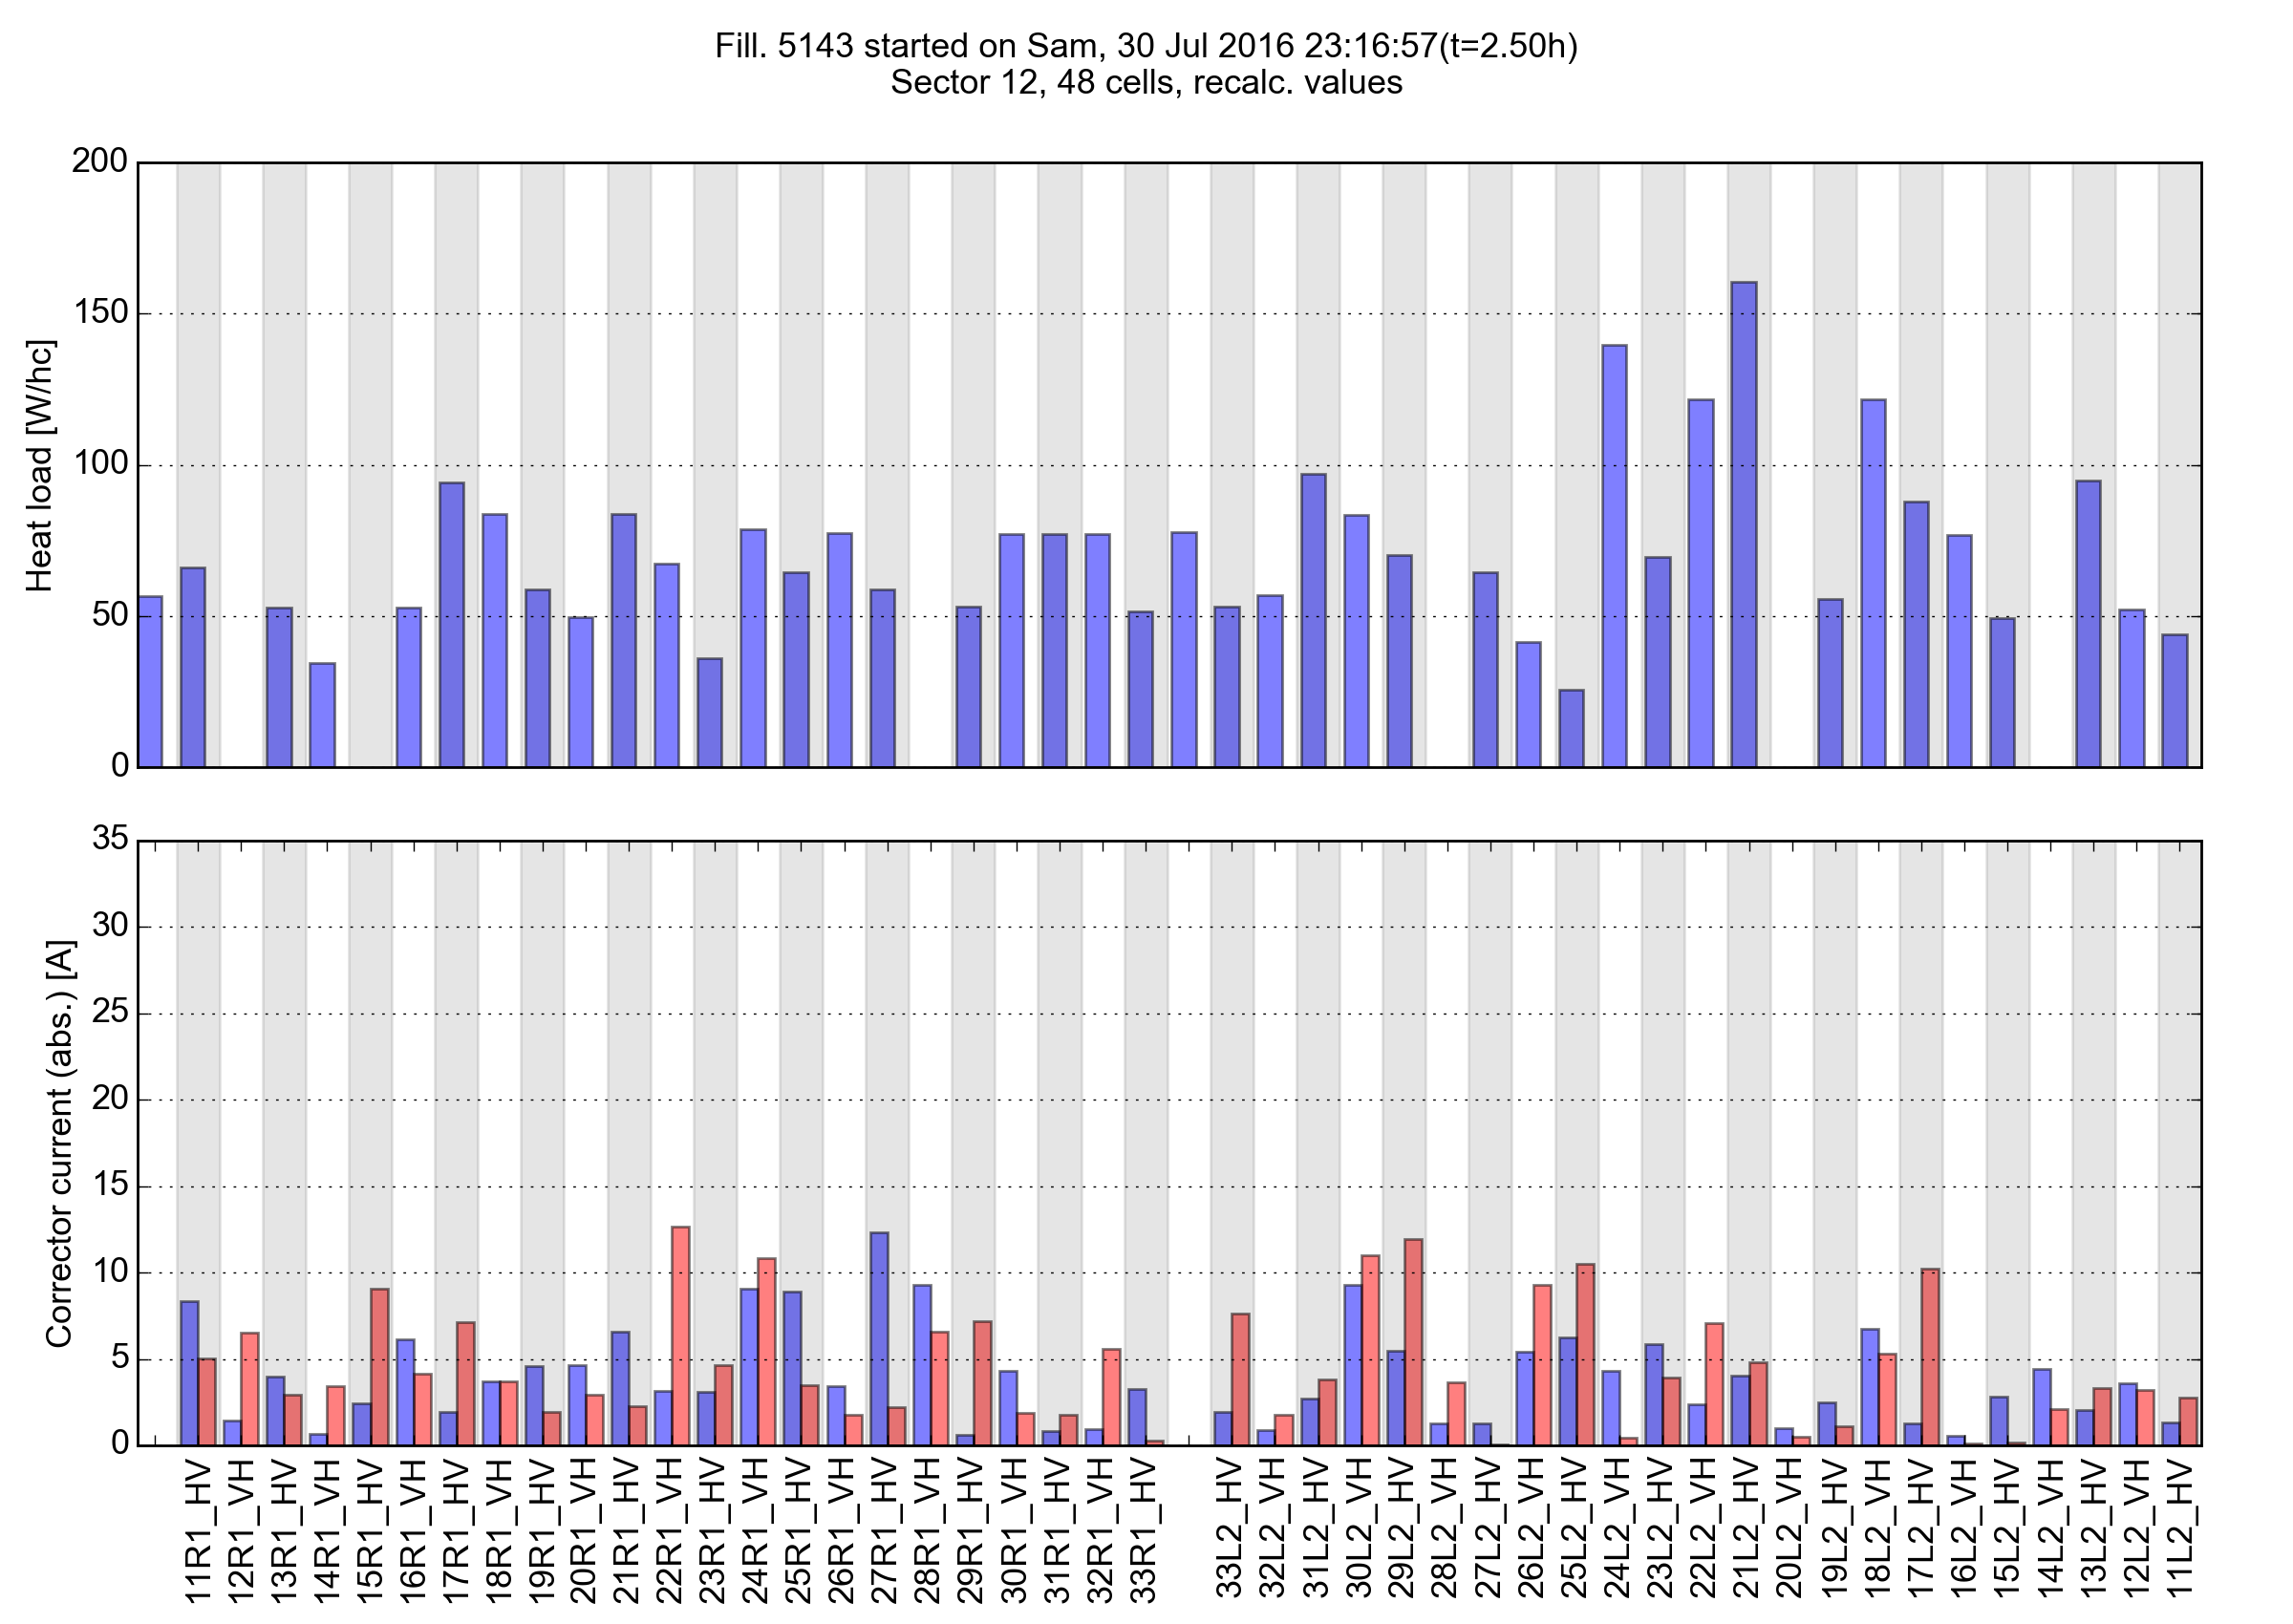 Fill. 5143 started on Sam, 30 Jul 2016 23:16:57(t=2.50h)
Sector 12, 48 cells, recalc. values
200
150
100
50
0
Heat load [W/hc]
35
30
25
20
15
10
5
0
Corrector current (abs.) [A]
11R1_HV
12R1_VH
13R1_HV
14R1_VH
15R1_HV
16R1_VH
17R1_HV
18R1_VH
19R1_HV
20R1_VH
21R1_HV
22R1_VH
23R1_HV
24R1_VH
25R1_HV
26R1_VH
27R1_HV
28R1_VH
29R1_HV
30R1_VH
31R1_HV
32R1_VH
33R1_HV
33L2_HV
32L2_VH
31L2_HV
30L2_VH
29L2_HV
28L2_VH
27L2_HV
26L2_VH
25L2_HV
24L2_VH
23L2_HV
22L2_VH
21L2_HV
20L2_VH
19L2_HV
18L2_VH
17L2_HV
16L2_VH
15L2_HV
14L2_VH
13L2_HV
12L2_VH
11L2_HV